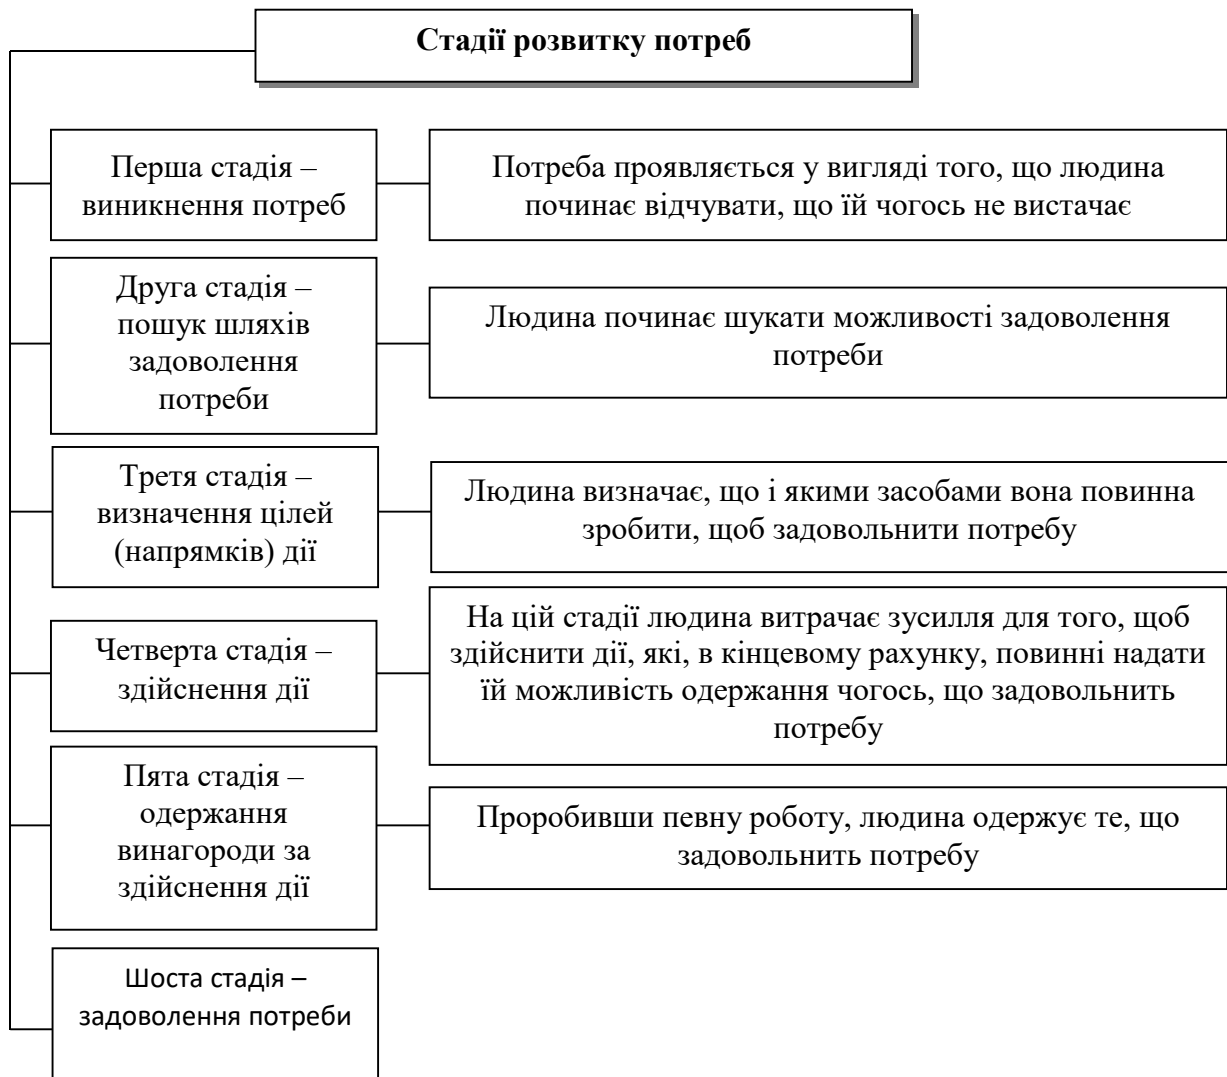 Стадії розвитку потреб
Перша стадія –
виникнення потреб
Потреба проявляється у вигляді того, що людина
починає відчувати, що їй чогось не вистачає
Друга стадія –
пошук шляхів
задоволення
потреби
Людина починає шукати можливості задоволення
потреби
Третя стадія –
визначення цілей
(напрямків) дії
Людина визначає, що і якими засобами вона повинна
зробити, щоб задовольнити потребу
Четверта стадія –
здійснення дії
На цій стадії людина витрачає зусилля для того, щоб
здійснити дії, які, в кінцевому рахунку, повинні надати
їй можливість одержання чогось, що задовольнить
потребу
Пята стадія –
одержання
винагороди за
здійснення дії
Проробивши певну роботу, людина одержує те, що
задовольнить потребу
Шоста стадія –
задоволення потреби